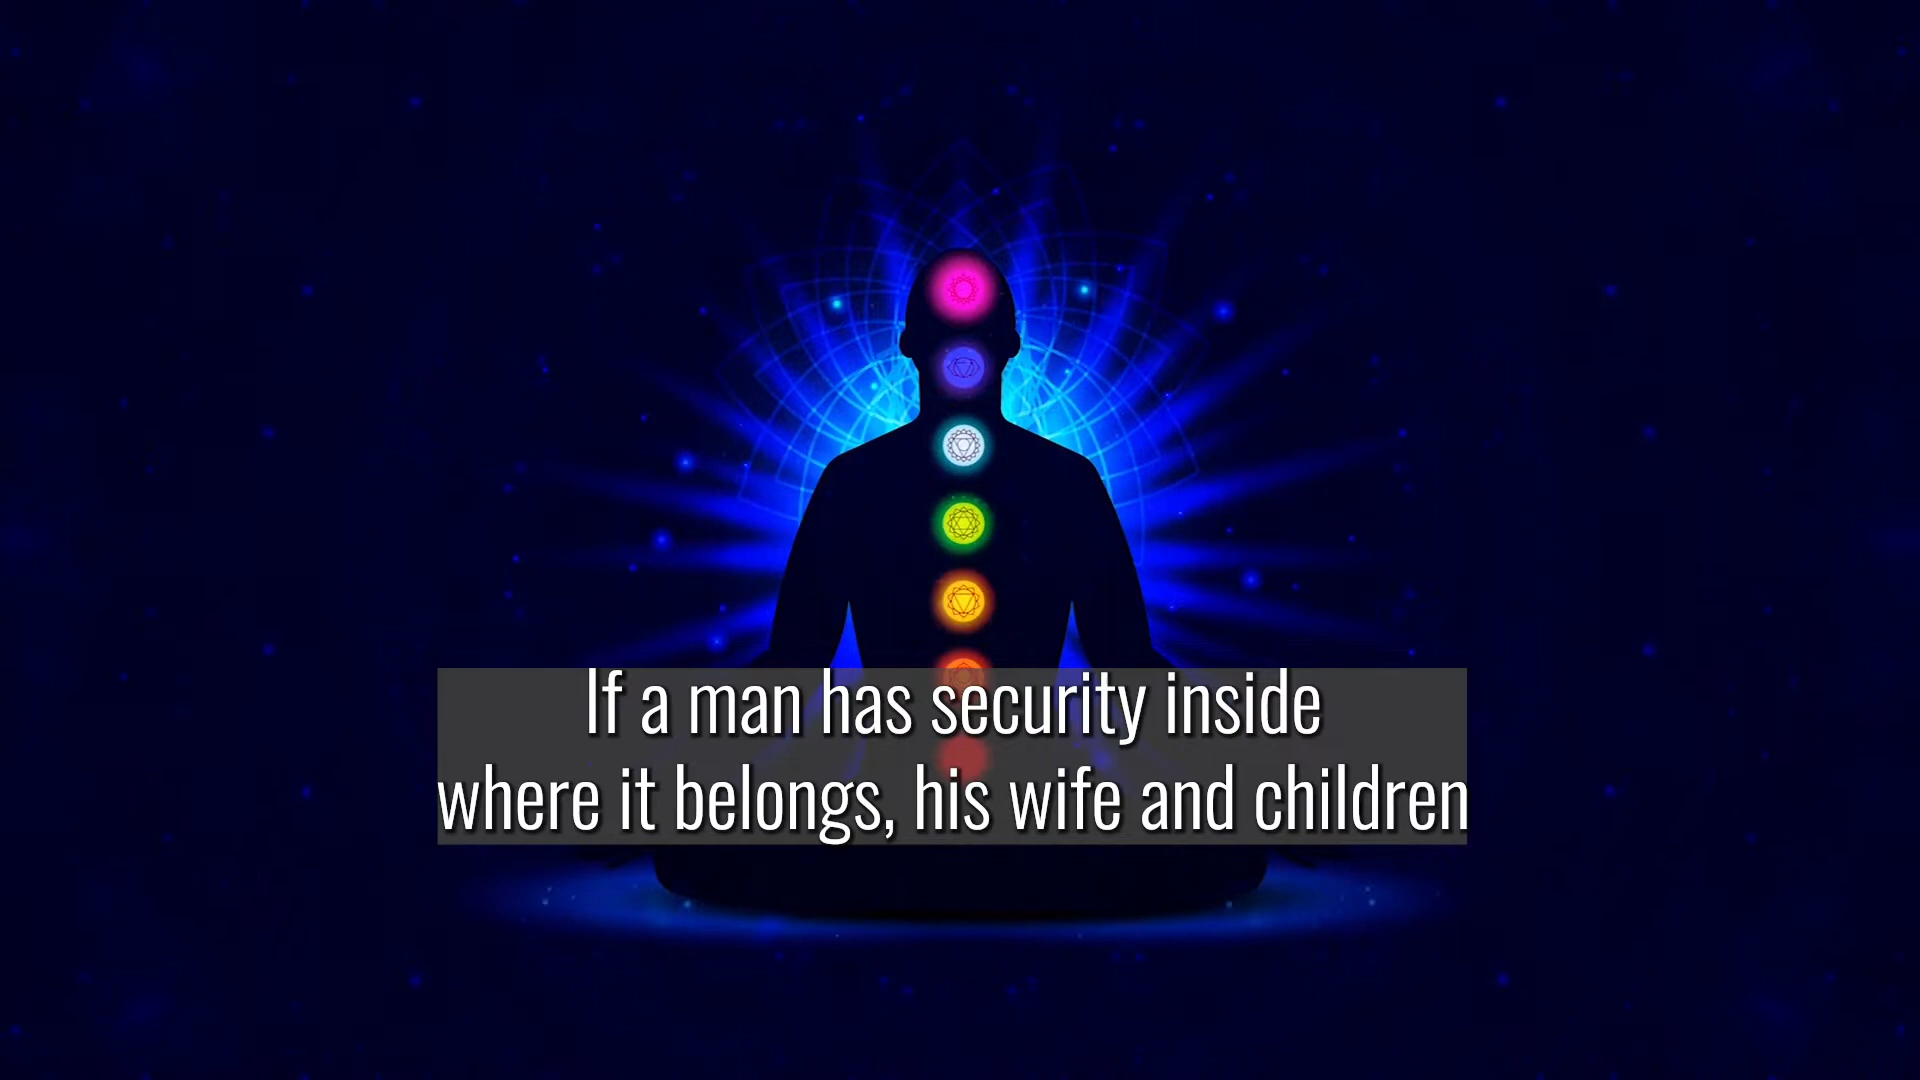 If a man has security inside
where it belongs, his wife and children